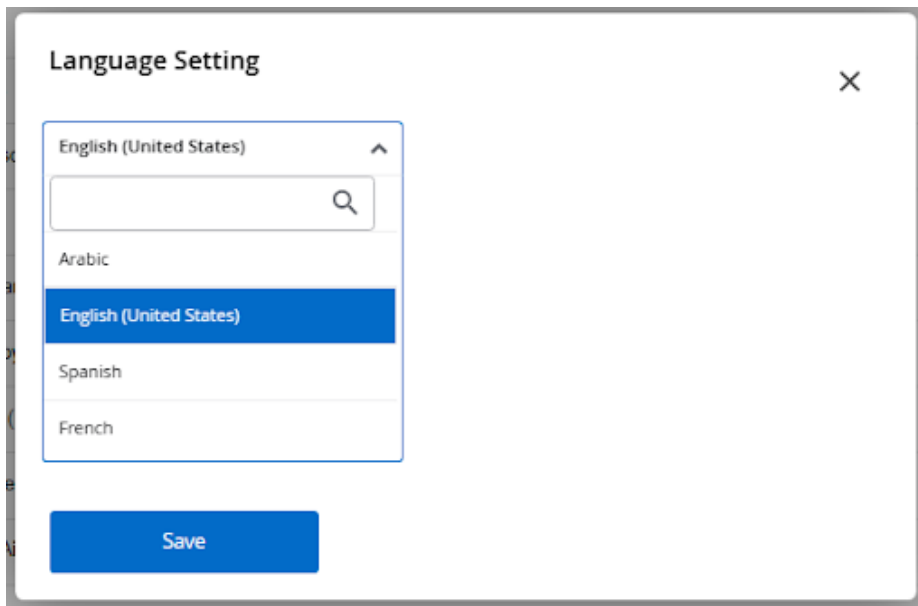 Language Setting
English (United States)
Arabic
English (United States)
Spanish
French
Save